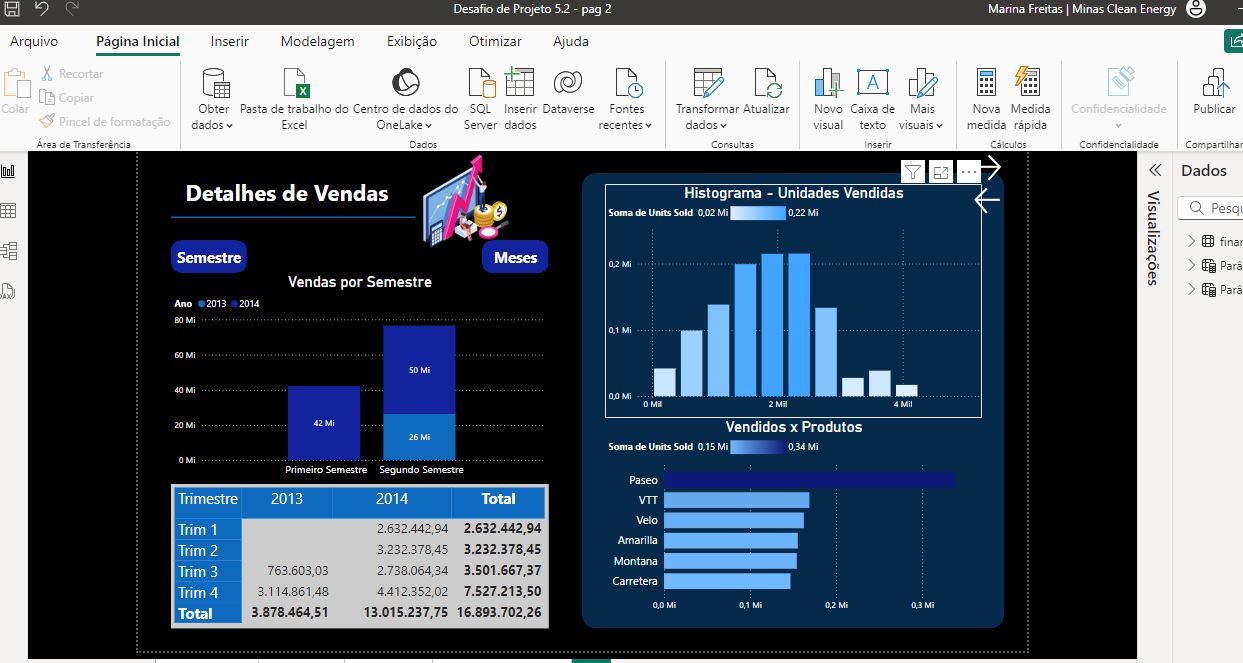 Desafio de Projeto 5.2 - pag 2
Marina Freitas | Minas Clean Energy
Arquivo Página Inicial Inserir Modelagem Exibição Otimizar Ajuda
Colar
Recortar
Copiar
Pincel de formatação
Área de Transferência
Obter dados
Pasta de trabalho do Excel
Centro de dados do OneLake
SQL Server
Inserir dados
Dataverse
Fontes recentes
Dados
Transformar dados
Atualizar
Consultas
Novo visual
Caixa de texto
Mais visuais
Inserir
Nova medida
Medida rápida
Cálculos
Confidencialidade
Confidencialidade
Publicar
Compartilhar
Detalhes de Vendas
Semestre
Meses
Vendas por Semestre
Ano 2013 2014
80 Mi
60 Mi
40 Mi
20 Mi
0 Mi
42 Mi
50 Mi
26 Mi
Primeiro Semestre Segundo Semestre
Trimestre 2013 2014 Total
Trim 1 2.632.442,94 2.632.442,94
Trim 2 3.232.378,45 3.232.378,45
Trim 3 763.603,03 2.738.064,34 3.501.667,37
Trim 4 3.114.861,48 4.412.352,02 7.527.213,50
Total 3.878.464,51 13.015.237,75 16.893.702,26
Histograma - Unidades Vendidas
Soma de Units Sold 0,02 Mi 0,22 Mi
0,2 Mi
0,1 Mi
0,0 Mi
0 Mil 2 Mil 4 Mil
Vendidos x Produtos
Soma de Units Sold 0,15 Mi 0,34 Mi
Paseo
VTT
Velo
Amarilla
Montana
Carretera
0,0 Mi 0,1 Mi 0,2 Mi 0,3 Mi
Visualizações
Dados
Pesqu
finan
Parâ
Parâ